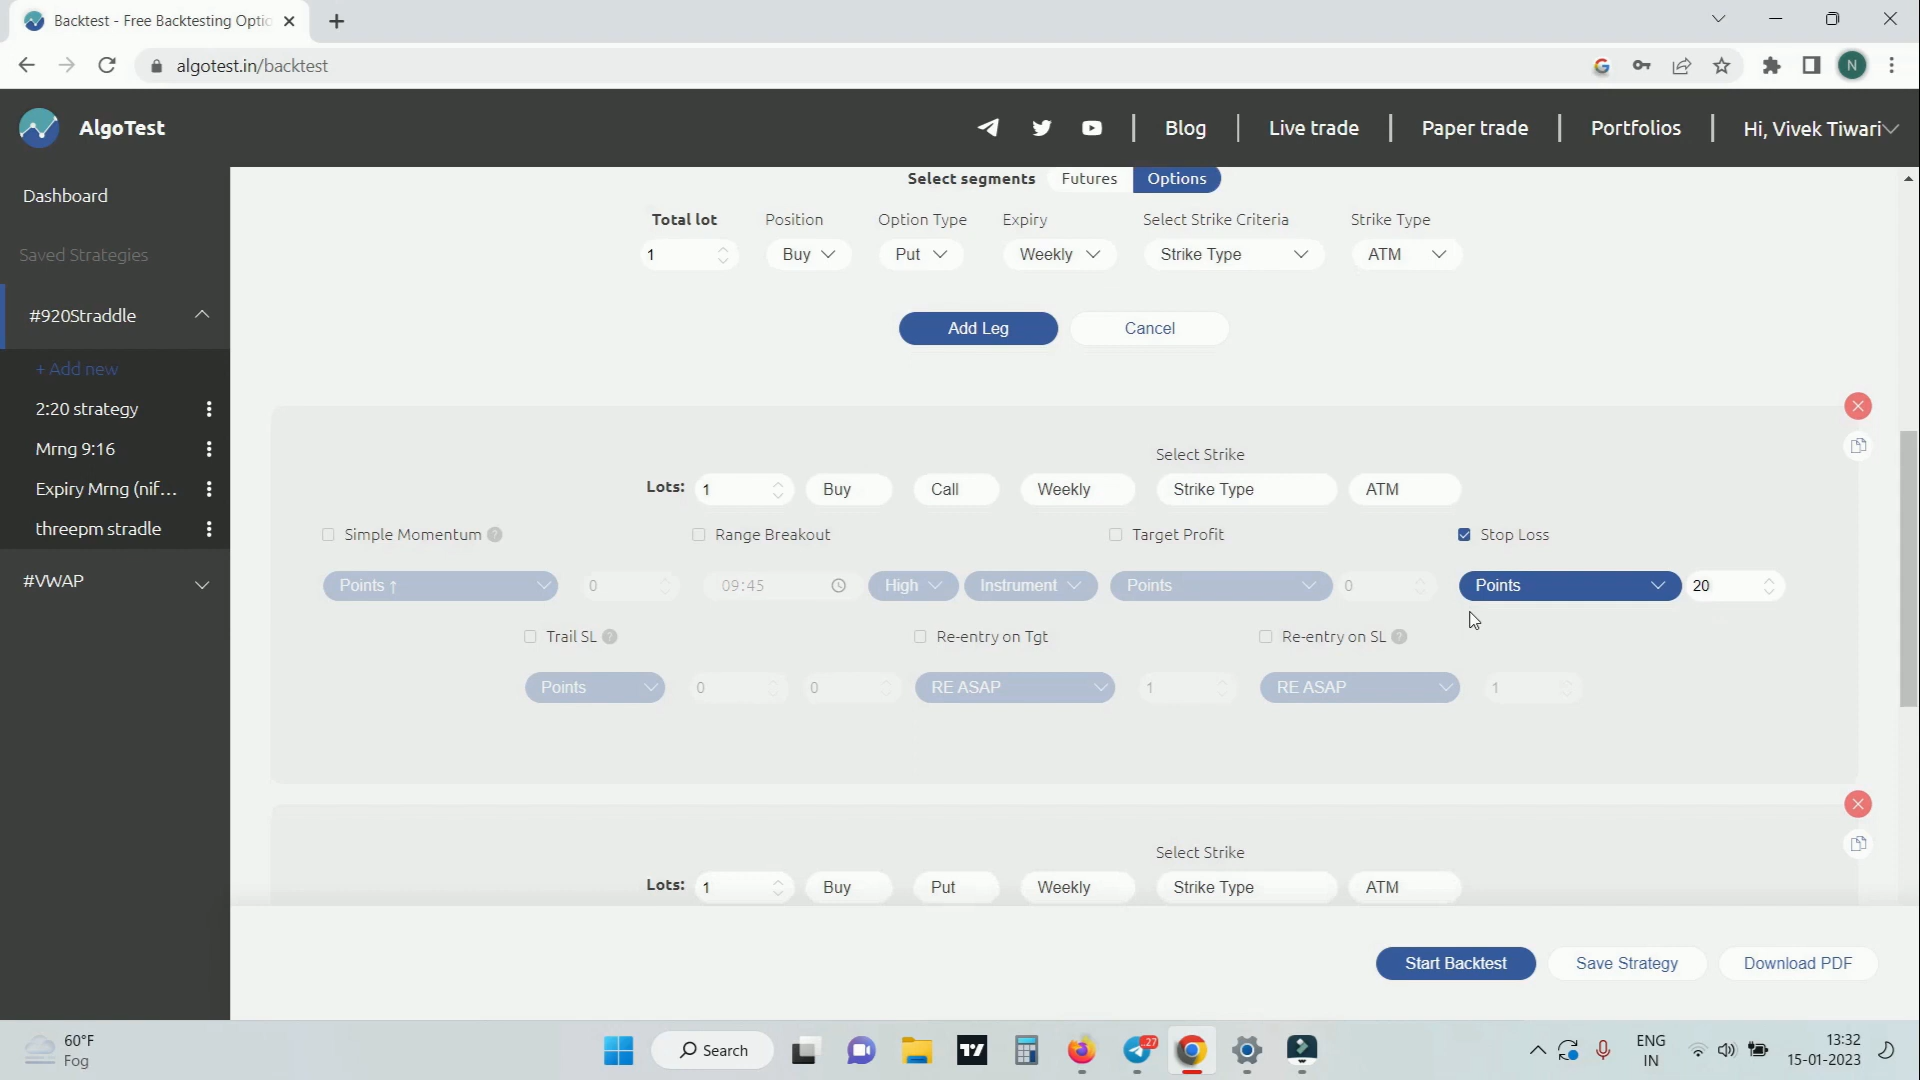 Backtest - Free Backtesting Optio
algotest.in/backtest
N
AlgoTest
Blog
Live trade
Paper trade
Portfolios
Hi, Vivek Tiwari
Dashboard
Saved Strategies
#920Straddle
+ Add new
2:20 strategy
Mrng 9:16
Expiry Mrng (nif...
threepm stradle
#VWAP
Select segments Futures Options
Total lot Position Option Type Expiry Select Strike Criteria Strike Type
1 Buy Put Weekly Strike Type ATM
Add Leg Cancel
Select Strike
Lots: 1 Buy Call Weekly Strike Type ATM
Simple Momentum ? Range Breakout Target Profit Stop Loss
Points ↑ 0 09:45 High Instrument Points 0 Points 20
Trail SL ? Re-entry on Tgt Re-entry on SL ?
Points 0 0 RE ASAP 1 RE ASAP 1
Select Strike
Lots: 1 Buy Put Weekly Strike Type ATM
Start Backtest Save Strategy Download PDF
60°F
Fog
Search
27
ENG
IN
13:32
15-01-2023